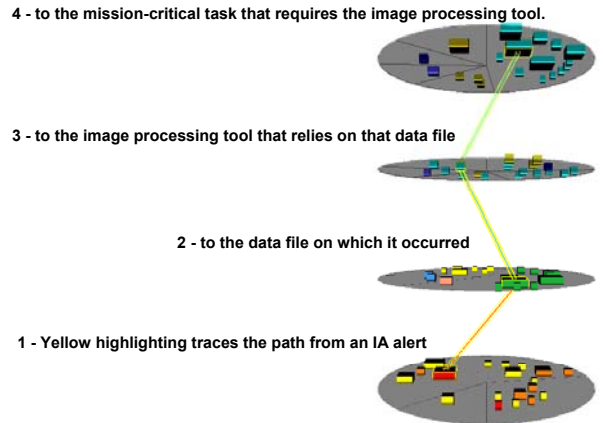 4 - to the mission-critical task that requires the image processing tool.
3 - to the image processing tool that relies on that data file
2 - to the data file on which it occurred
1 - Yellow highlighting traces the path from an IA alert